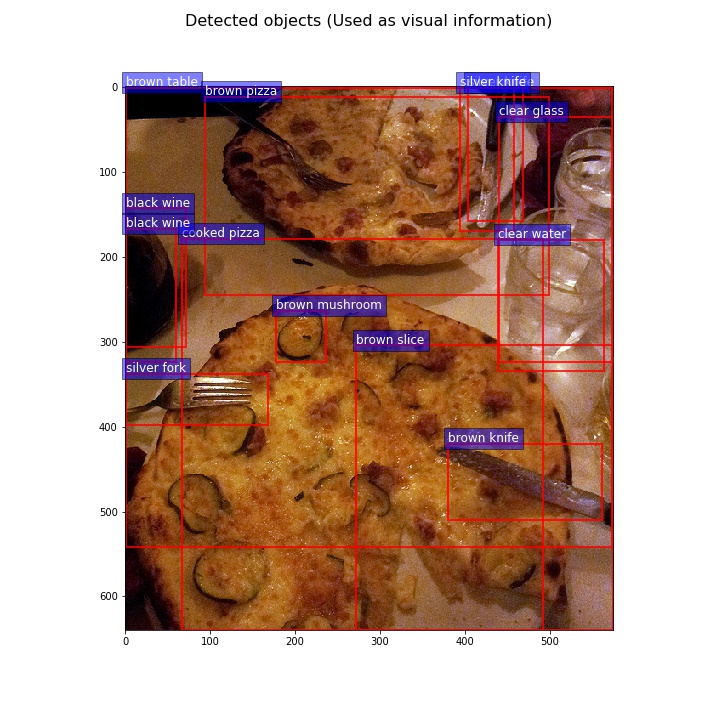 Detected objects (Used as visual information)
brown table
silver knife
brown pizza
clear glass
black wine
black wine
cooked pizza
clear water
brown mushroom
brown slice
silver fork
brown knife
0
100
200
300
400
500
600
0 100 200 300 400 500